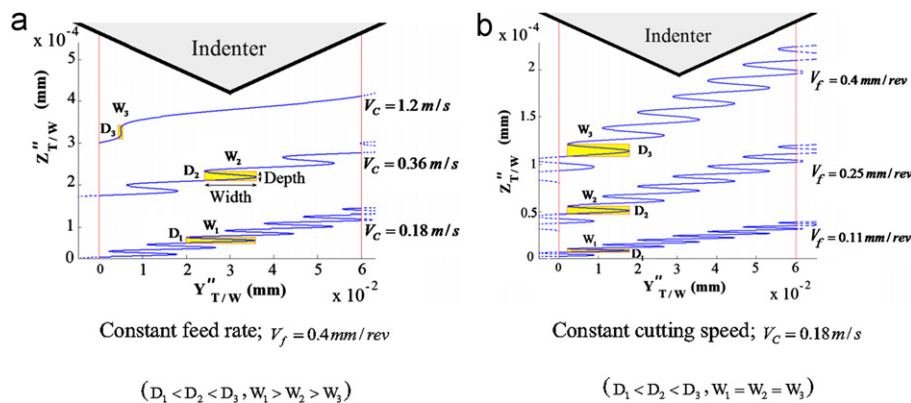 a
x 10⁻⁴
Indenter
5
4
3
2
1
0
Z″T/W (mm)
W₃
D₃
V_C = 1.2 m/s
W₂
D₂
Depth
Width
V_C = 0.36 m/s
W₁
D₁
V_C = 0.18 m/s
0 1 2 3 4 5 6
Y″T/W (mm)
x 10⁻²
Constant feed rate; V_f = 0.4 mm/rev
(D₁ < D₂ < D₃, W₁ > W₂ > W₃)
b
x 10⁻⁴
Indenter
2
1.5
1
0.5
0
Z″T/W (mm)
V_f = 0.4 mm/rev
W₃
D₃
V_f = 0.25 mm/rev
W₂
D₂
V_f = 0.11 mm/rev
W₁
D₁
0 1 2 3 4 5 6
Y″T/W (mm)
x 10⁻²
Constant cutting speed; V_C = 0.18 m/s
(D₁ < D₂ < D₃, W₁ = W₂ = W₃)